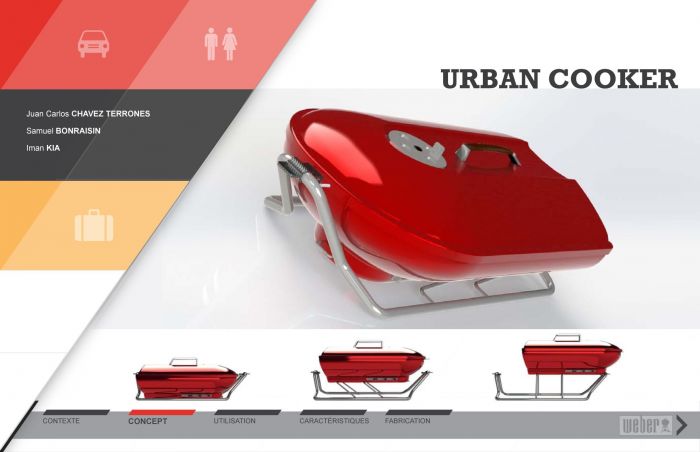 URBAN COOKER
Juan Carlos CHAVEZ TERRONES
Samuel BONRAISIN
Iman KIA
CONTEXTE
CONCEPT
UTILISATION
CARACTERISTIQUES
FABRICATION
weber